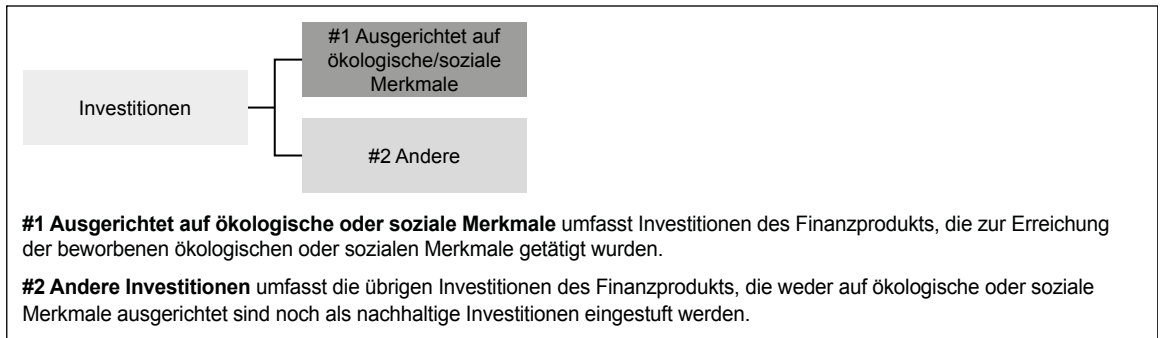 #1 Ausgerichtet auf
ökologische/soziale
Merkmale
Investitionen
#2 Andere
#1 Ausgerichtet auf ökologische oder soziale Merkmale umfasst Investitionen des Finanzprodukts, die zur Erreichung
der beworbenen ökologischen oder sozialen Merkmale getätigt wurden.
#2 Andere Investitionen umfasst die übrigen Investitionen des Finanzprodukts, die weder auf ökologische oder soziale
Merkmale ausgerichtet sind noch als nachhaltige Investitionen eingestuft werden.